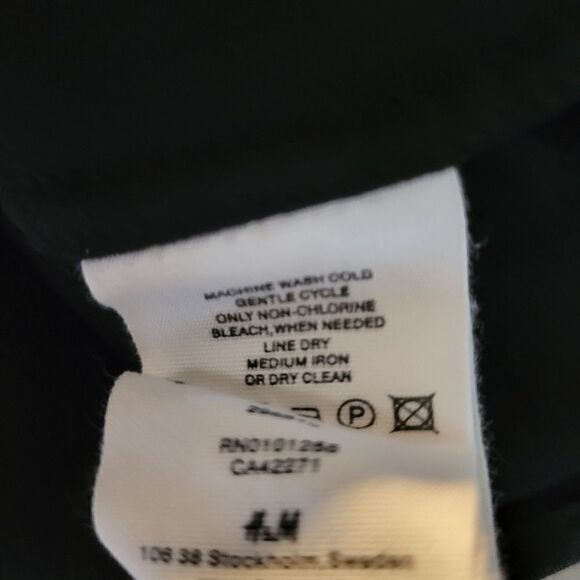 MACHINE WASH COLD
GENTLE CYCLE
ONLY NON-CHLORINE
BLEACH, WHEN NEEDED
LINE DRY
MEDIUM IRON
OR DRY CLEAN
P
CA42271
H&M
106 38 Stockholm, Sweden